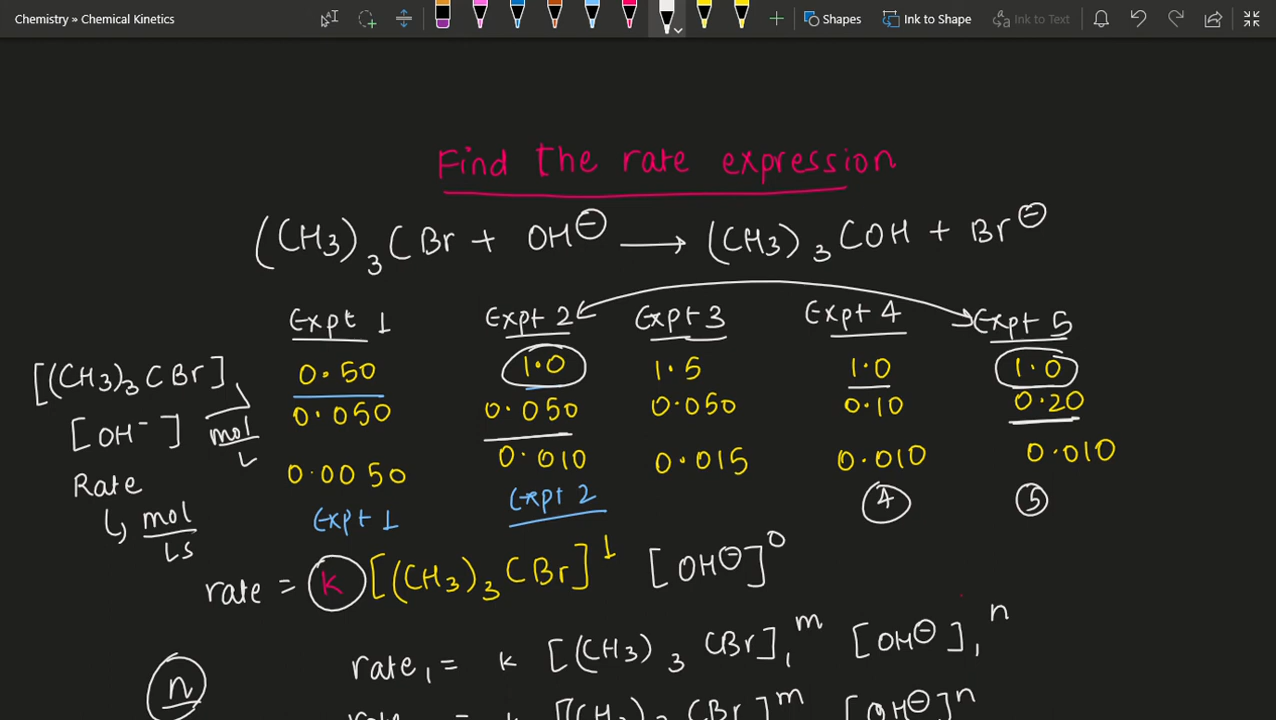 Chemistry » Chemical Kinetics
Shapes
Ink to Shape
Ink to Text
Find the rate expression
(CH3)3CBr + OH⊖ ⟶ (CH3)3COH + Br⊖
Expt 1 Expt 2 Expt 3 Expt 4 Expt 5
[(CH3)3CBr] 0.50 1.0 1.5 1.0 1.0
[OH-] mol/L 0.050 0.050 0.050 0.10 0.20
Rate 0.0050 0.010 0.015 0.010 0.010
↳ mol/Ls Expt 1 Expt 2 ④ ⑤
rate = k [(CH3)3CBr]^1 [OH⊖]^0
rate1 = k [(CH3)3CBr]1^m [OH⊖]1^n
n
[(CH3)3CBr]^m [OH⊖]^n